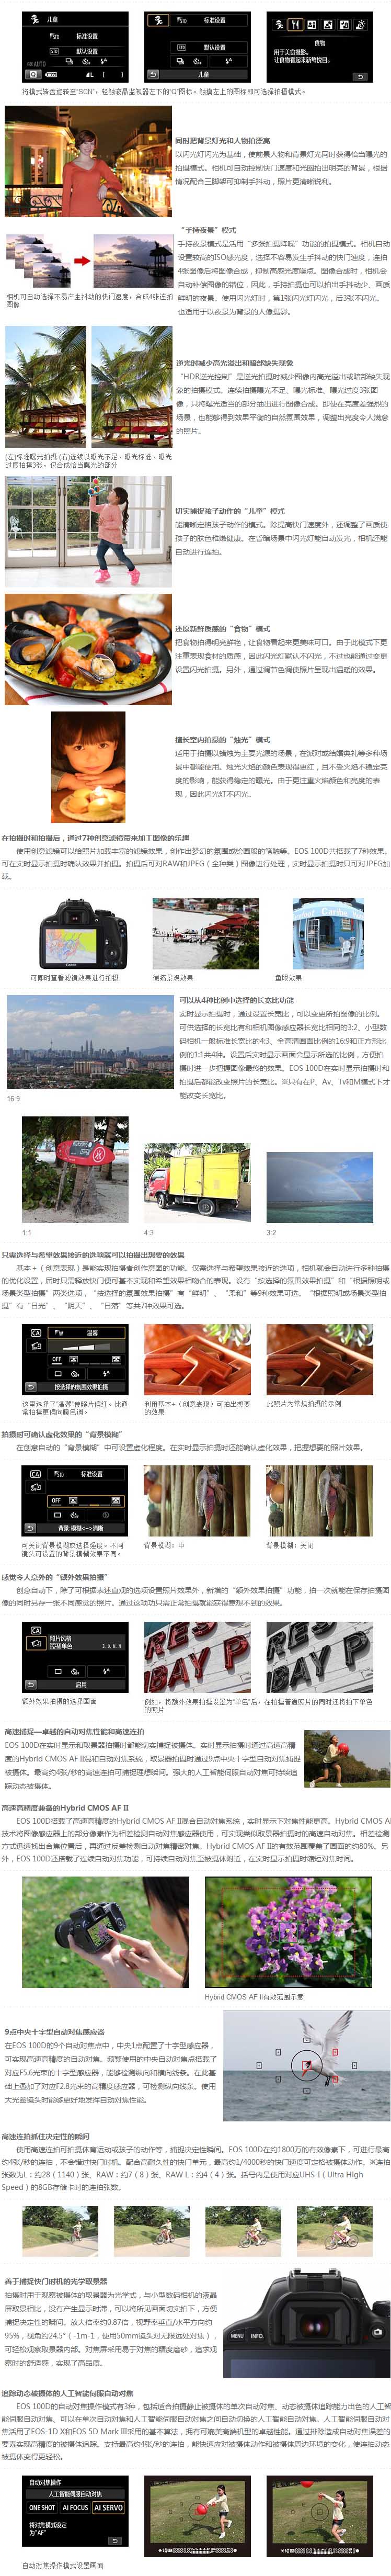 儿童
标准设置
默认设置
标准设置
默认设置
儿童
食物
用于美食摄影。
让食物看起来新鲜悦目。
将模式转盘旋转至“SCN”，轻触液晶监视器左下的“Q”图标。触摸左上的图标即可选择拍摄模式。
同时把背景灯光和人物拍漂亮
以闪光灯闪光为基础，使前景人物和背景灯光同时获得恰当曝光的
拍摄模式。相机可自动控制快门速度和光圈拍出明亮的背景，根据
情况配合三脚架可抑制手抖动，照片更清晰锐利。
“手持夜景”模式
手持夜景模式是活用“多张拍摄降噪”功能的拍摄模式。相机自动
设置较高的ISO感光度，选择不易发生手抖动的快门速度，连拍
4张图像后将图像合成，抑制高感光度噪点。图像合成时，相机会
自动补偿图像的错位，因此，手持拍摄也可以拍出手抖动少、画质
鲜明的夜景。使用闪光灯时，第1张闪光灯闪光，后3张不闪光。
也适用于以夜景为背景的人像摄影。
相机可自动选择不易产生抖动的快门速度，合成4张连拍
图像
逆光时减少高光溢出和暗部缺失现象
“HDR逆光控制”是逆光拍摄时减少图像内高光溢出或暗部缺失现
象的拍摄模式。连续拍摄曝光不足、曝光标准、曝光过度3张图
像，只将曝光适当的部分抽出进行图像合成。即使在亮度差强烈的
场景，也能够得到效果平衡的自然氛围效果，调整出亮度令人满意
的照片。
(左)标准曝光拍摄 (右)连续以曝光不足、曝光标准、曝光
过度拍摄3张，仅合成恰当曝光的部分
切实捕捉孩子动作的“儿童”模式
能清晰定格孩子动作的模式。除提高快门速度外，还调整了画质使
孩子的肤色稚嫩健康。在昏暗场景中闪光灯能自动发光，相机还能
自动进行连拍。
还原新鲜质感的“食物”模式
把食物拍得明亮鲜艳，让食物看起来更美味可口。由于此模式下更
注重表现食材的质感，因此闪光灯默认不闪光，不过也能通过变更
设置闪光拍摄。另外，通过调节色调使照片呈现出温暖的效果。
擅长室内拍摄的“烛光”模式
适用于拍摄以蜡烛为主要光源的场景，在派对或结婚典礼等多种场
景中都能使用。烛光火焰的颜色表现得更红，且不受火焰不稳定亮
度的影响，能获得稳定的曝光。由于更注重火焰颜色和亮度的表
现，因此闪光灯不闪光。
在拍摄时和拍摄后，通过7种创意滤镜带来加工图像的乐趣
使用创意滤镜可以给照片加载丰富的滤镜效果，创作出梦幻的氛围或绘画般的笔触等。EOS 100D共搭载了7种效果。
可在实时显示拍摄时确认效果并拍摄。拍摄后可对RAW和JPEG（全种类）图像进行处理，实时显示拍摄时只可对JPEG加
载。
可即时查看滤镜效果进行拍摄
微缩景观效果
鱼眼效果
可以从4种比例中选择的长宽比功能
实时显示拍摄时，通过设置长宽比，可以变更所拍图像的比例。
可供选择的长宽比有和相机图像感应器长宽比相同的3:2、小型数
码相机一般标准长宽比的4:3、全高清画面比例的16:9和正方形比
例的1:1共4种。设置后实时显示画面会显示所选的比例，方便拍
摄时进一步把握图像最终的效果。EOS 100D在实时显示拍摄时和
拍摄后都能改变照片的长宽比。※只有在P、Av、Tv和M模式下才
能改变长宽比。
16:9
1:1
4:3
3:2
只需选择与希望效果接近的选项就可以拍摄出想要的效果
基本＋（创意表现）是能实现拍摄者创作意图的功能。仅需选择与希望效果接近的选项，相机就会自动进行多种拍摄
的优化设置，届时只需释放快门便可基本实现和希望效果相吻合的表现。设有“按选择的氛围效果拍摄”和“根据照明或
场景类型拍摄”两类选项，“按选择的氛围效果拍摄”有“鲜明”、“柔和”等9种效果可选。“根据照明或场景类型拍
摄”有“日光”、“阴天”、“日落”等共7种效果可选。
温馨
OFF
按选择的氛围效果拍摄
这里选择了“温馨”使照片偏红。比通
常拍摄更偏向暖色调。
利用基本+（创意表现）可拍出想要
的效果
此照片为常规拍摄的示例
拍摄时可确认虚化效果的“背景模糊”
在创意自动的“背景模糊”中可设置虚化程度。在实时显示拍摄时还能确认虚化效果，把握想要的照片效果。
标准设置
OFF
背景:模糊<-->清晰
可关闭背景模糊或选择强度。不同
镜头可设置的背景模糊效果不同。
背景模糊：中
背景模糊：关闭
感觉令人意外的“额外效果拍摄”
创意自动下，除了可根据表述直观的选项设置照片效果外，新增的“额外效果拍摄”功能，拍一次就能在保存拍摄图
像的同时另存一张不同感觉的照片。通过这项功只需正常拍摄就能获得意想不到的效果。
照片风格
单色
启用
RED
DAY P
RED
DAY P
额外效果拍摄的选择画面
例如，将额外效果拍摄设置为“单色”后，在拍摄普通照片的同时还将拍下单色
的照片
高速捕捉—卓越的自动对焦性能和高速连拍
EOS 100D在实时显示和取景器拍摄时都能切实捕捉被摄体。实时显示拍摄时通过高速高精
度的Hybrid CMOS AF II混和自动对焦系统，取景器拍摄时通过9点中央十字型自动对焦捕捉
被摄体。最高约4张/秒的高速连拍可捕捉理想瞬间。强大的人工智能伺服自动对焦可持续追
踪动态被摄体。
高速高精度兼备的Hybrid CMOS AF II
EOS 100D搭载了高速高精度的Hybrid CMOS AF II混合自动对焦系统，实时显示下对焦性能更高。Hybrid CMOS A
技术将图像感应器上的部分像素作为相差检测自动对焦感应器使用，可实现类似取景器拍摄时的高速自动对焦。相差检测
方式迅速找出合焦位置后，再通过反差检测自动对焦精密对焦。Hybrid CMOS AF II的有效范围覆盖了画面的约80%。另
外，EOS 100D还搭载了连续自动对焦功能，可持续自动对焦至被摄体附近，在实时显示拍摄时缩短对焦时间。
Hybrid CMOS AF II有效范围示意
9点中央十字型自动对焦感应器
在EOS 100D的9个自动对焦点中，中央1点配置了十字型感应器，
可实现高速高精度的自动对焦。频繁使用的中央自动对焦点搭载了
对应F5.6光束的十字型感应器，能够检测纵向和横向线条。在此基
础上叠加了对应F2.8光束的高精度感应器，可检测纵向线条。使用
大光圈镜头时能够更好地发挥自动对焦性能。
高速连拍抓住决定性的瞬间
使用高速连拍可拍摄体育运动或孩子的动作等，捕捉决定性瞬间。EOS 100D在约1800万的有效像素下，可进行最高
约4张/秒的连拍，不会错过快门时机。配合高耐久性的快门单元，最高约1/4000秒的快门速度可定格被摄体动作。※连拍
张数为L：约28（1140）张、RAW：约7（8）张、RAW L：约4（4）张。括号内是使用对应UHS-I（Ultra High
Speed）的8GB存储卡时的连拍张数。
善于捕捉快门时机的光学取景器
拍摄时用于观察被摄体的取景器为光学式，与小型数码相机的液晶
屏取景相比，没有产生显示时滞，可以将所见画面切实拍下，方便
捕捉决定性的瞬间。放大倍率约0.87倍，视野率垂直/水平方向约
95%，视角约24.5°（-1m-1，使用50mm镜头对无限远处对焦），
可轻松观察取景器内部。对焦屏采用易于对焦的精度磨砂，追求观
察时的舒适感，实现了高品质。
MENU
INFO.
追踪动态被摄体的人工智能伺服自动对焦
EOS 100D的自动对焦操作模式有3种，包括适合拍摄静止被摄体的单次自动对焦、动态被摄体追踪能力出色的人工智
能伺服自动对焦、可以在单次自动对焦和人工智能伺服自动对焦之间自动切换的人工智能自动对焦。人工智能伺服自动对
焦活用了EOS-1D X和EOS 5D Mark III采用的基本算法，拥有可媲美高端机型的卓越性能。通过排除造成自动对焦误差的
要素实现高精度的被摄体追踪。支持最高约4张/秒的连拍，能快速应对被摄体动作和被摄体周边环境的变化，使连拍动态
被摄体变得更轻松。
自动对焦操作
人工智能伺服自动对焦
ONE SHOT AI FOCUS AI SERVO
将对焦模式设定
为“AF”
自动对焦操作模式设置画面